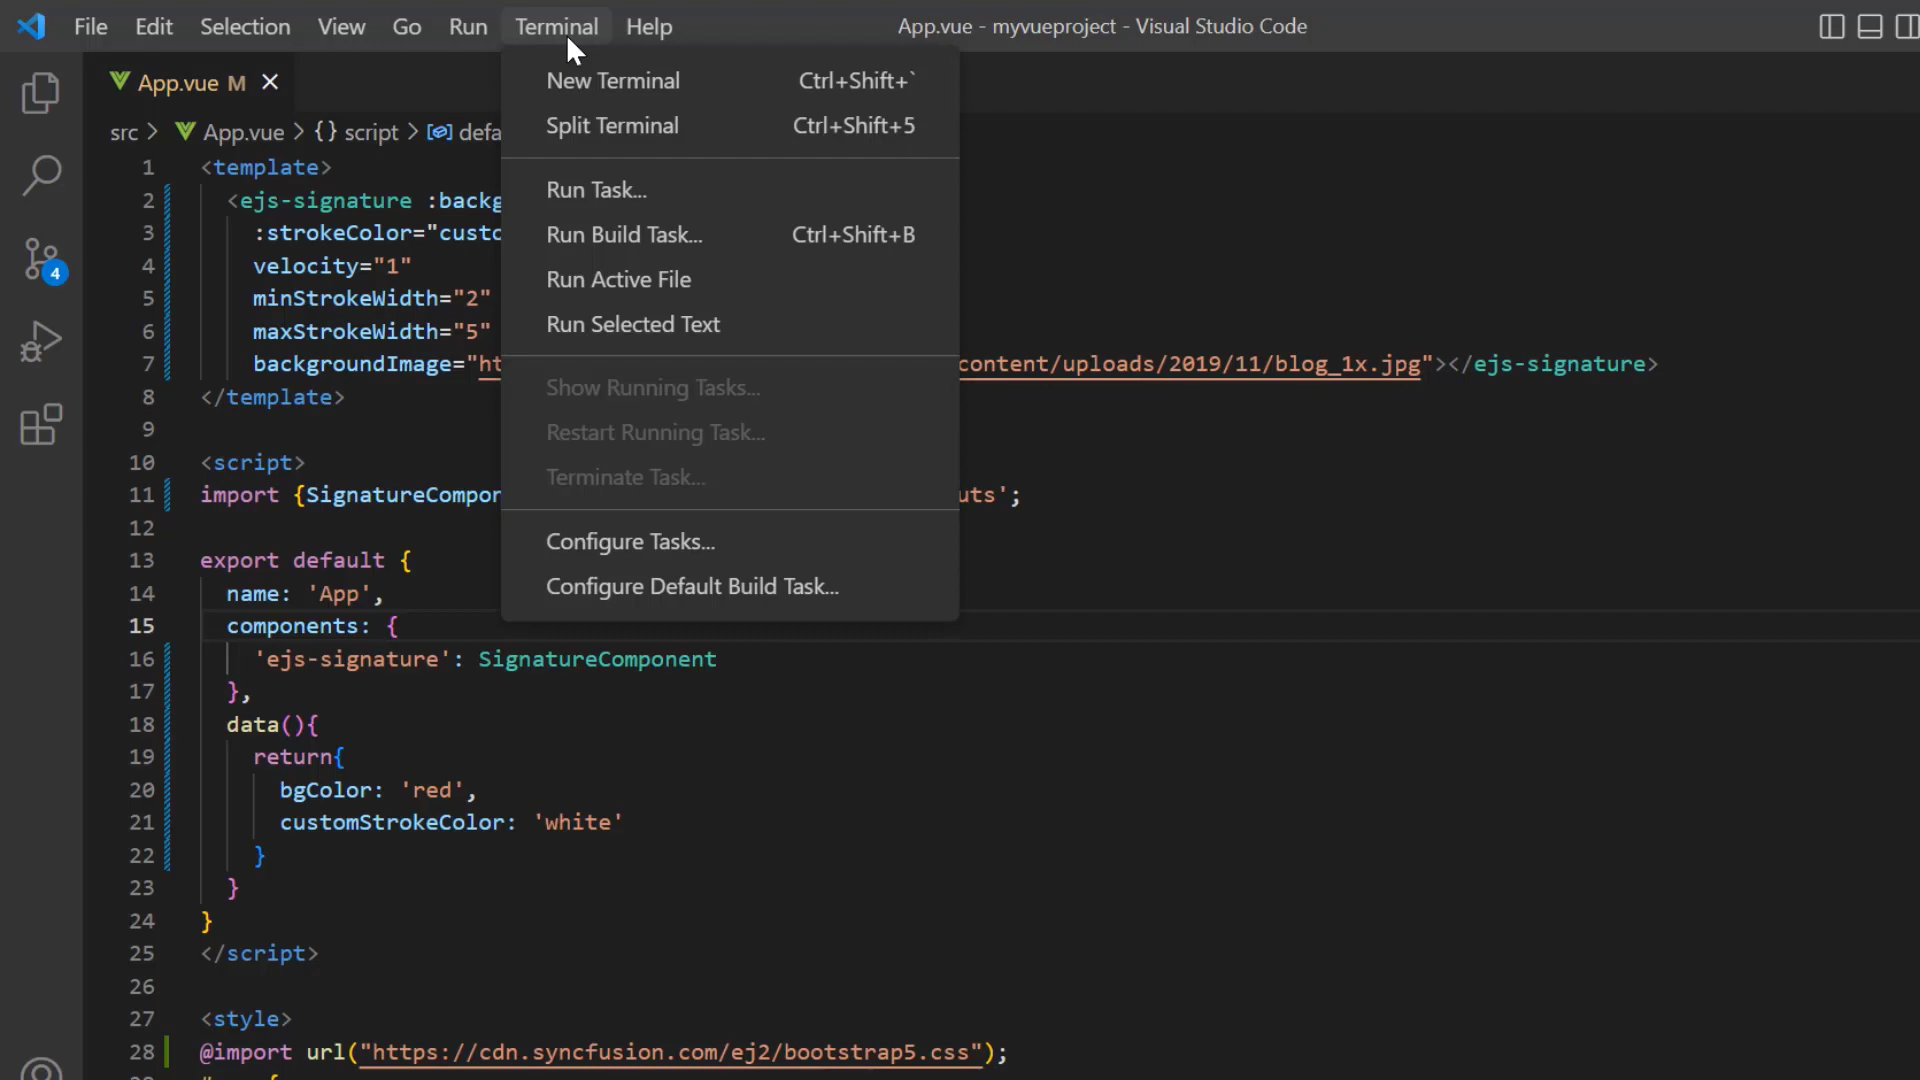 File Edit Selection View Go Run Terminal Help App.vue - myvueproject - Visual Studio Code
App.vue M
src > App.vue > {} script > defa
New Terminal Ctrl+Shift+`
Split Terminal Ctrl+Shift+5
Run Task...
Run Build Task... Ctrl+Shift+B
Run Active File
Run Selected Text
Show Running Tasks...
Restart Running Task...
Terminate Task...
Configure Tasks...
Configure Default Build Task...
4
1 <template>
2 <ejs-signature :backg
3 :strokeColor="custo
4 velocity="1"
5 minStrokeWidth="2"
6 maxStrokeWidth="5"
7 backgroundImage="ht content/uploads/2019/11/blog_1x.jpg"></ejs-signature>
8 </template>
9
10 <script>
11 import {SignatureCompon uts';
12
13 export default {
14 name: 'App',
15 components: {
16 'ejs-signature': SignatureComponent
17 },
18 data(){
19 return{
20 bgColor: 'red',
21 customStrokeColor: 'white'
22 }
23 }
24 }
25 </script>
26
27 <style>
28 @import url("https://cdn.syncfusion.com/ej2/bootstrap5.css");